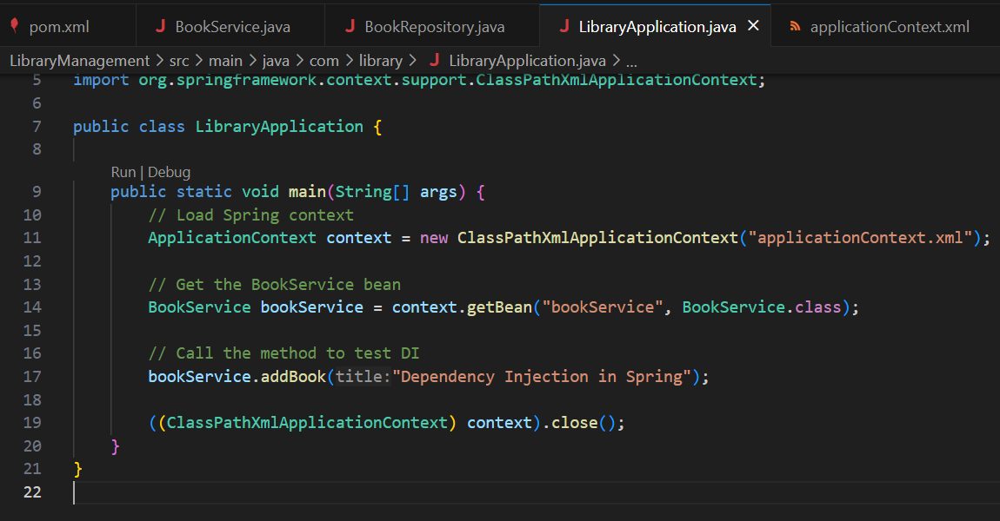 pom.xml J BookService.java J BookRepository.java J LibraryApplication.java × applicationContext.xml
LibraryManagement > src > main > java > com > library > J LibraryApplication.java > ...
5 import org.springframework.context.support.ClassPathXmlApplicationContext;
6
7 public class LibraryApplication {
8
Run | Debug
9 public static void main(String[] args) {
10 // Load Spring context
11 ApplicationContext context = new ClassPathXmlApplicationContext("applicationContext.xml");
12
13 // Get the BookService bean
14 BookService bookService = context.getBean("bookService", BookService.class);
15
16 // Call the method to test DI
17 bookService.addBook(title:"Dependency Injection in Spring");
18
19 ((ClassPathXmlApplicationContext) context).close();
20 }
21 }
22